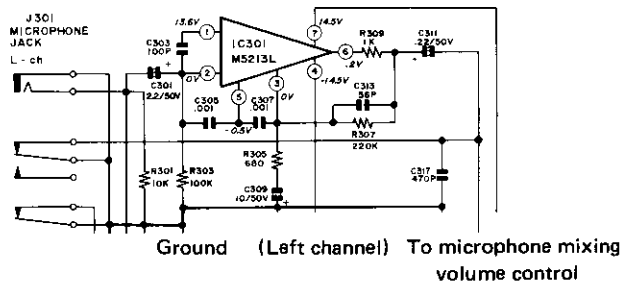 J301
MICROPHONE
JACK
L-ch
C303
100P
13.6V
1
C301
2.2/50V
0V
2
IC301
M5213L
7
14.5V
6
.2V
4
-14.5V
3
0V
5
-0.5V
R309
1K
C311
.22/50V
C305
.001
C307
.001
C313
56P
R307
220K
R301
10K
R303
100K
R305
680
C309
10/50V
C317
470P
Ground
(Left channel)
To microphone mixing
volume control